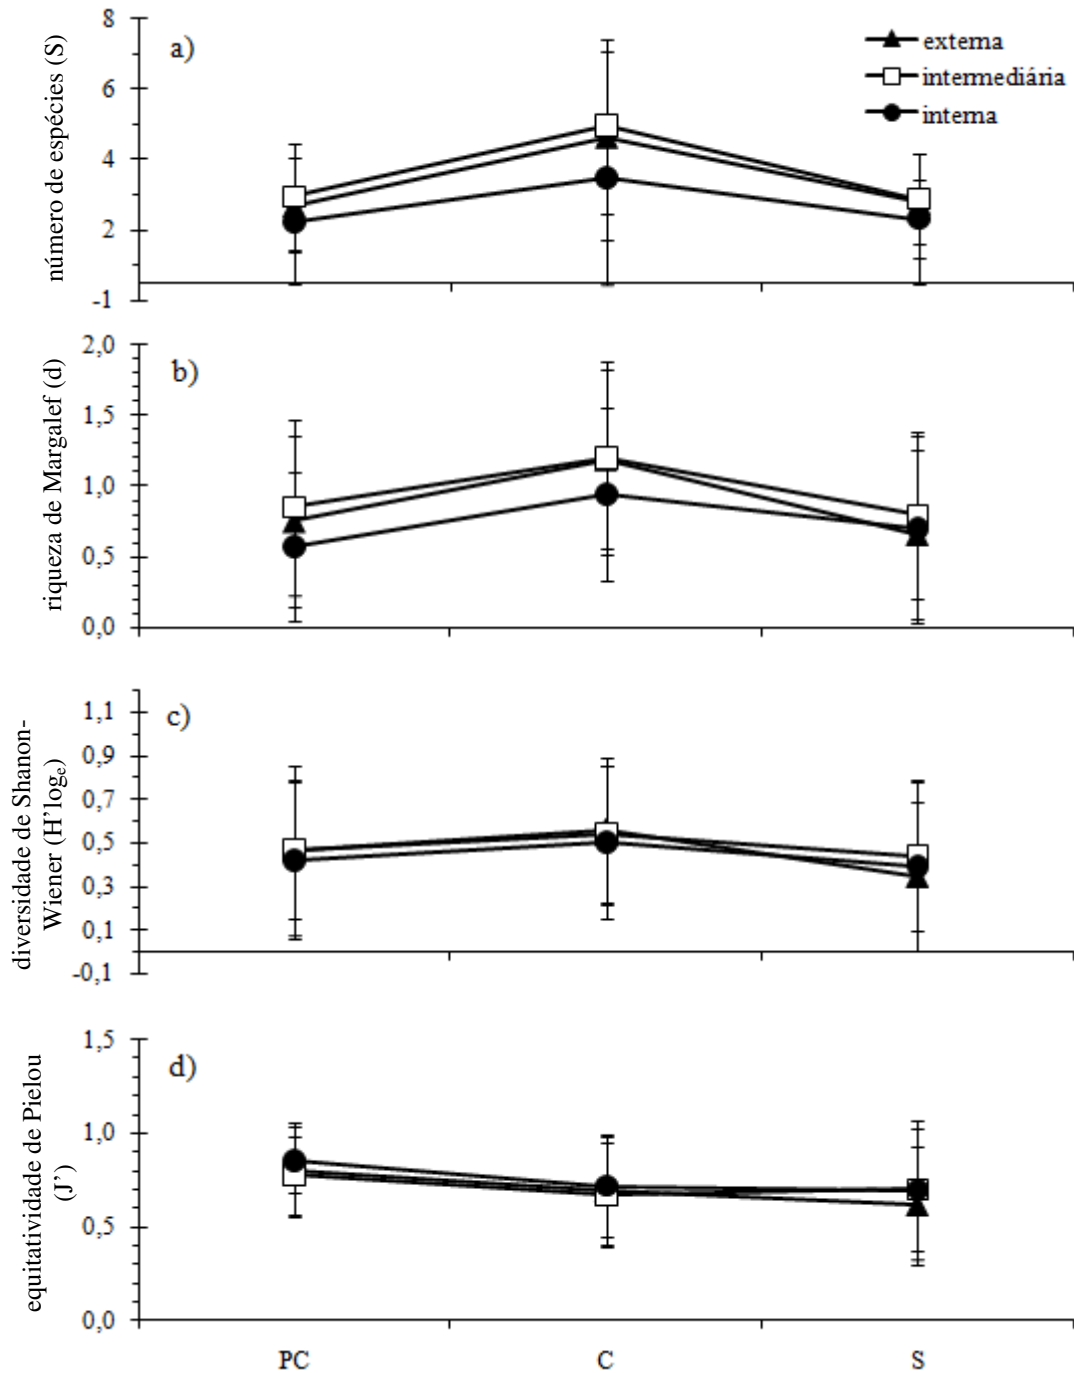 número de espécies (S)
8
6
4
2
-1
a)
externa
intermediária
interna
riqueza de Margalef (d)
2,0
1,5
1,0
0,5
0,0
b)
diversidade de Shanon-
Wiener (H'logₑ)
1,1
0,9
0,7
0,5
0,3
0,1
-0,1
c)
equitatividade de Pielou
(J')
1,5
1,0
0,5
0,0
d)
PC C S